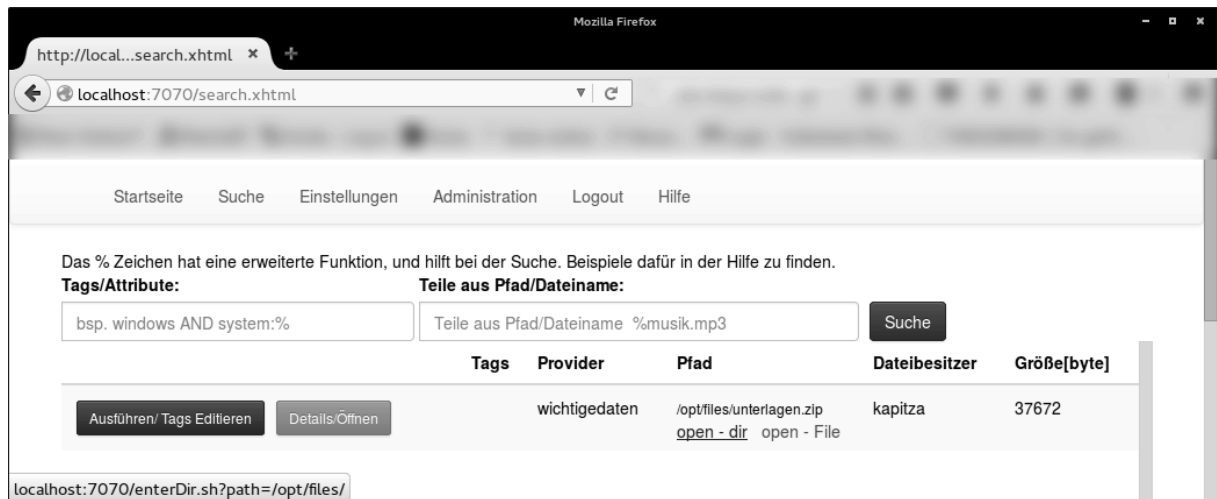 Mozilla Firefox
http://local...search.xhtml
localhost:7070/search.xhtml
Startseite Suche Einstellungen Administration Logout Hilfe
Das % Zeichen hat eine erweiterte Funktion, und hilft bei der Suche. Beispiele dafür in der Hilfe zu finden.
Tags/Attribute: Teile aus Pfad/Dateiname:
bsp. windows AND system:% Teile aus Pfad/Dateiname %musik.mp3 Suche
Tags Provider Pfad Dateibesitzer Größe[byte]
Ausführen/ Tags Editieren Details/Öffnen wichtigedaten /opt/files/unterlagen.zip kapitza 37672
open - dir open - File
localhost:7070/enterDir.sh?path=/opt/files/